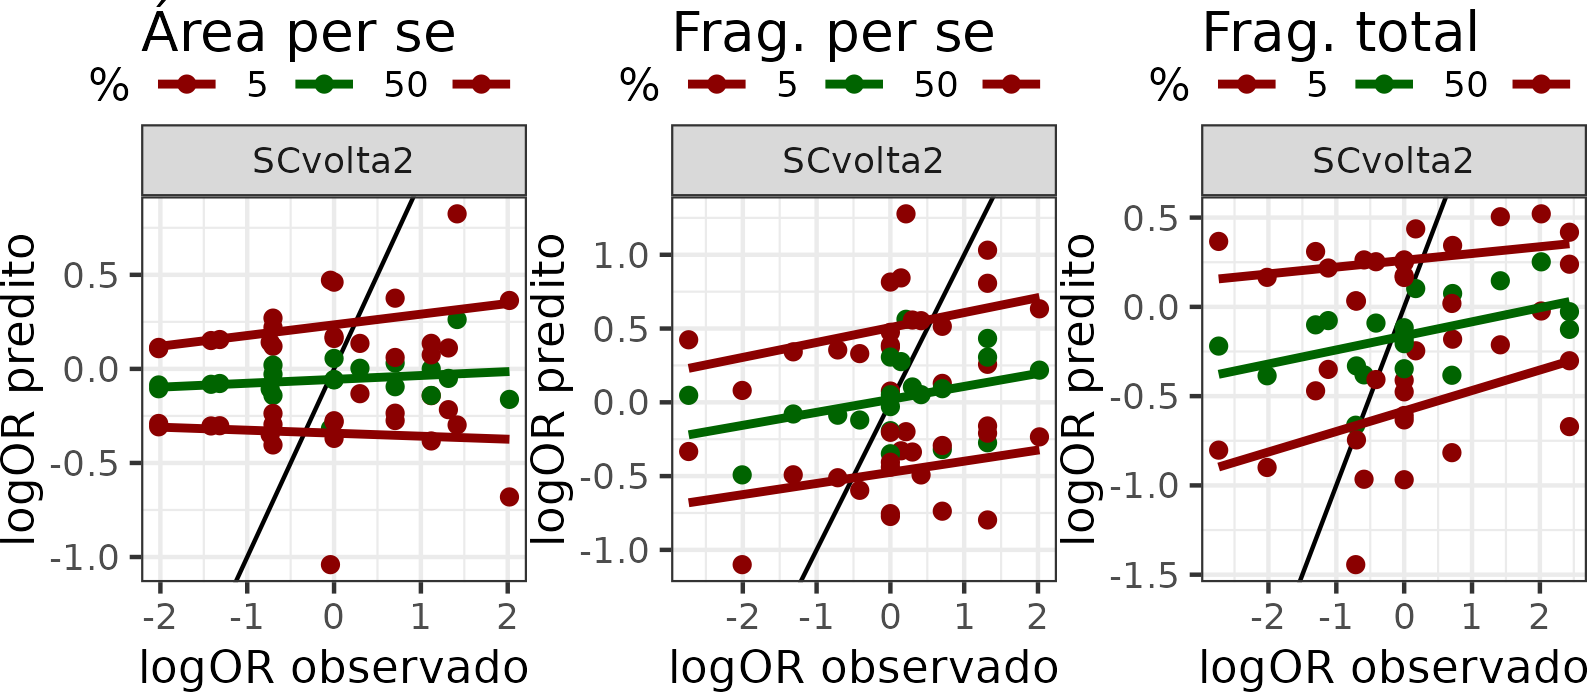 Área per se
% 5 50
SCvolta2
logOR predito
0.5
0.0
-0.5
-1.0
-2 -1 0 1 2
logOR observado
Frag. per se
% 5 50
SCvolta2
logOR predito
1.0
0.5
0.0
-0.5
-1.0
-2 -1 0 1 2
logOR observado
Frag. total
% 5 50
SCvolta2
logOR predito
0.5
0.0
-0.5
-1.0
-1.5
-2 -1 0 1 2
logOR observado